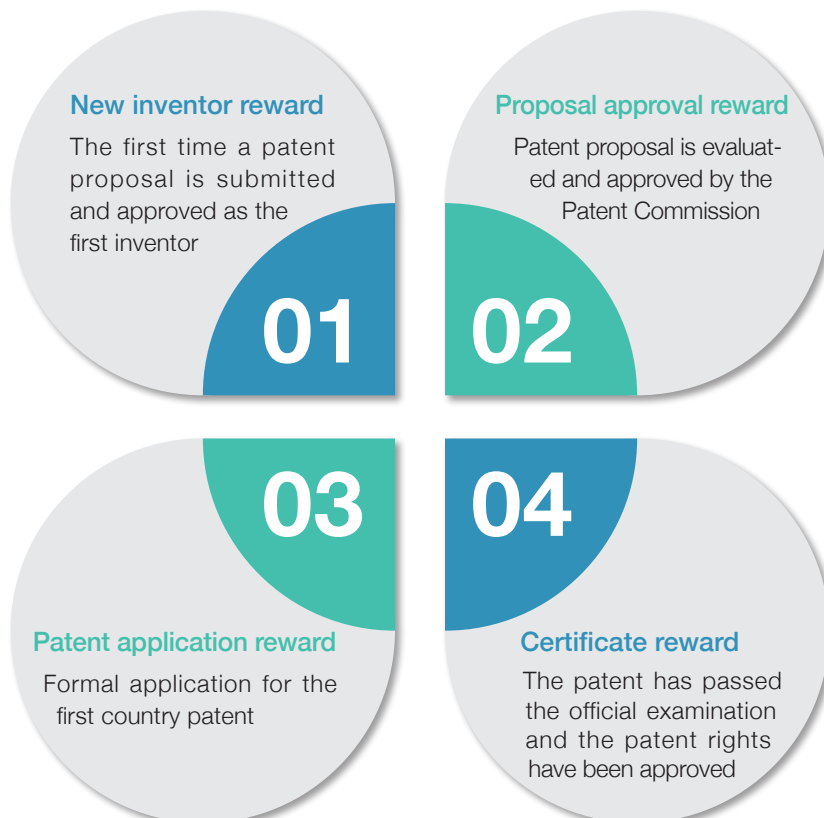 New inventor reward
The first time a patent
proposal is submitted
and approved as the
first inventor
01
Proposal approval reward
Patent proposal is evaluat-
ed and approved by the
Patent Commission
02
03
Patent application reward
Formal application for the
first country patent
04
Certificate reward
The patent has passed
the official examination
and the patent rights
have been approved